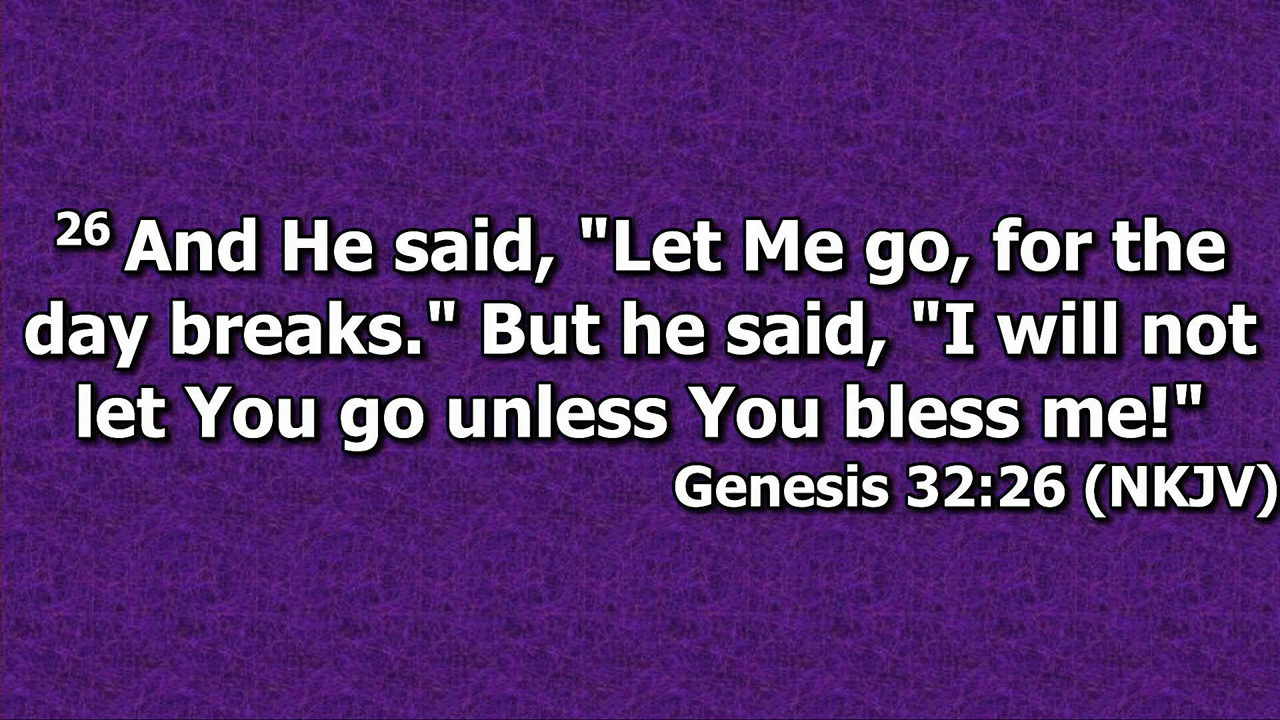 26 And He said, "Let Me go, for the
day breaks." But he said, "I will not
let You go unless You bless me!"
Genesis 32:26 (NKJV)